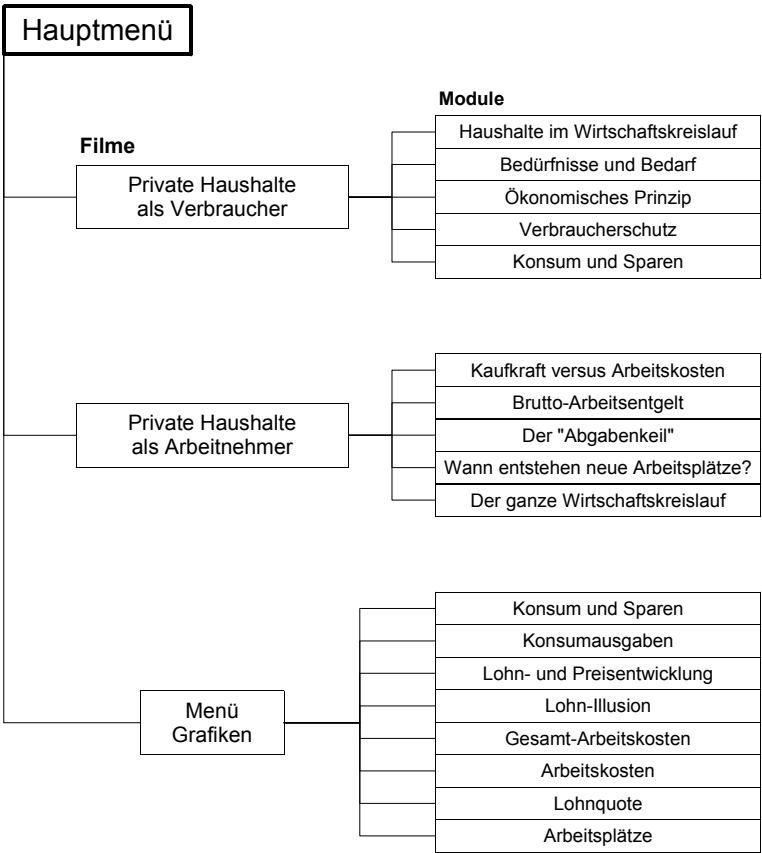 Hauptmenü
Module
Filme
Private Haushalte
als Verbraucher
Haushalte im Wirtschaftskreislauf
Bedürfnisse und Bedarf
Ökonomisches Prinzip
Verbraucherschutz
Konsum und Sparen
Private Haushalte
als Arbeitnehmer
Kaufkraft versus Arbeitskosten
Brutto-Arbeitsentgelt
Der "Abgabenkeil"
Wann entstehen neue Arbeitsplätze?
Der ganze Wirtschaftskreislauf
Menü
Grafiken
Konsum und Sparen
Konsumausgaben
Lohn- und Preisentwicklung
Lohn-Illusion
Gesamt-Arbeitskosten
Arbeitskosten
Lohnquote
Arbeitsplätze